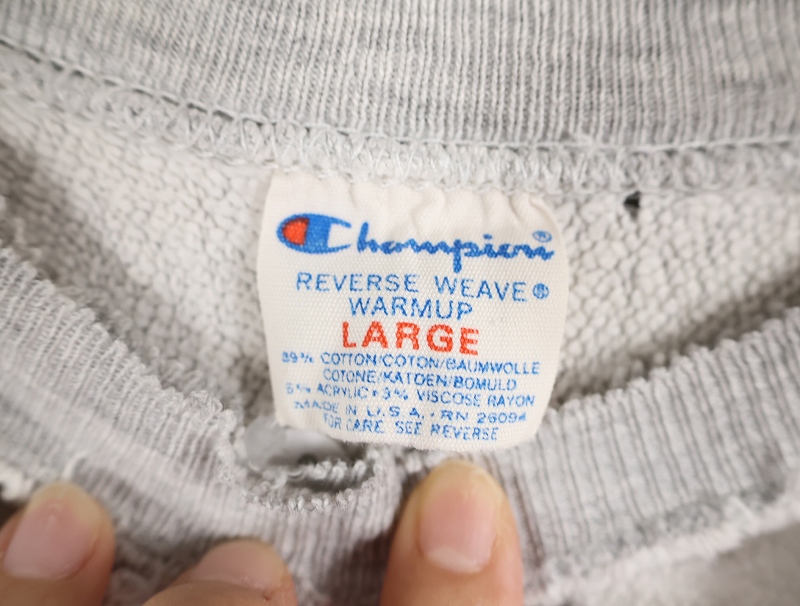 Champion®
REVERSE WEAVE®
WARMUP
LARGE
89% COTTON/COTON/BAUMWOLLE
COTONE/KATOEN/BOMULD
ACRYLIC • 3% VISCOSE RAYON
MADE IN U.S.A. • RN 26094
FOR CARE SEE REVERSE